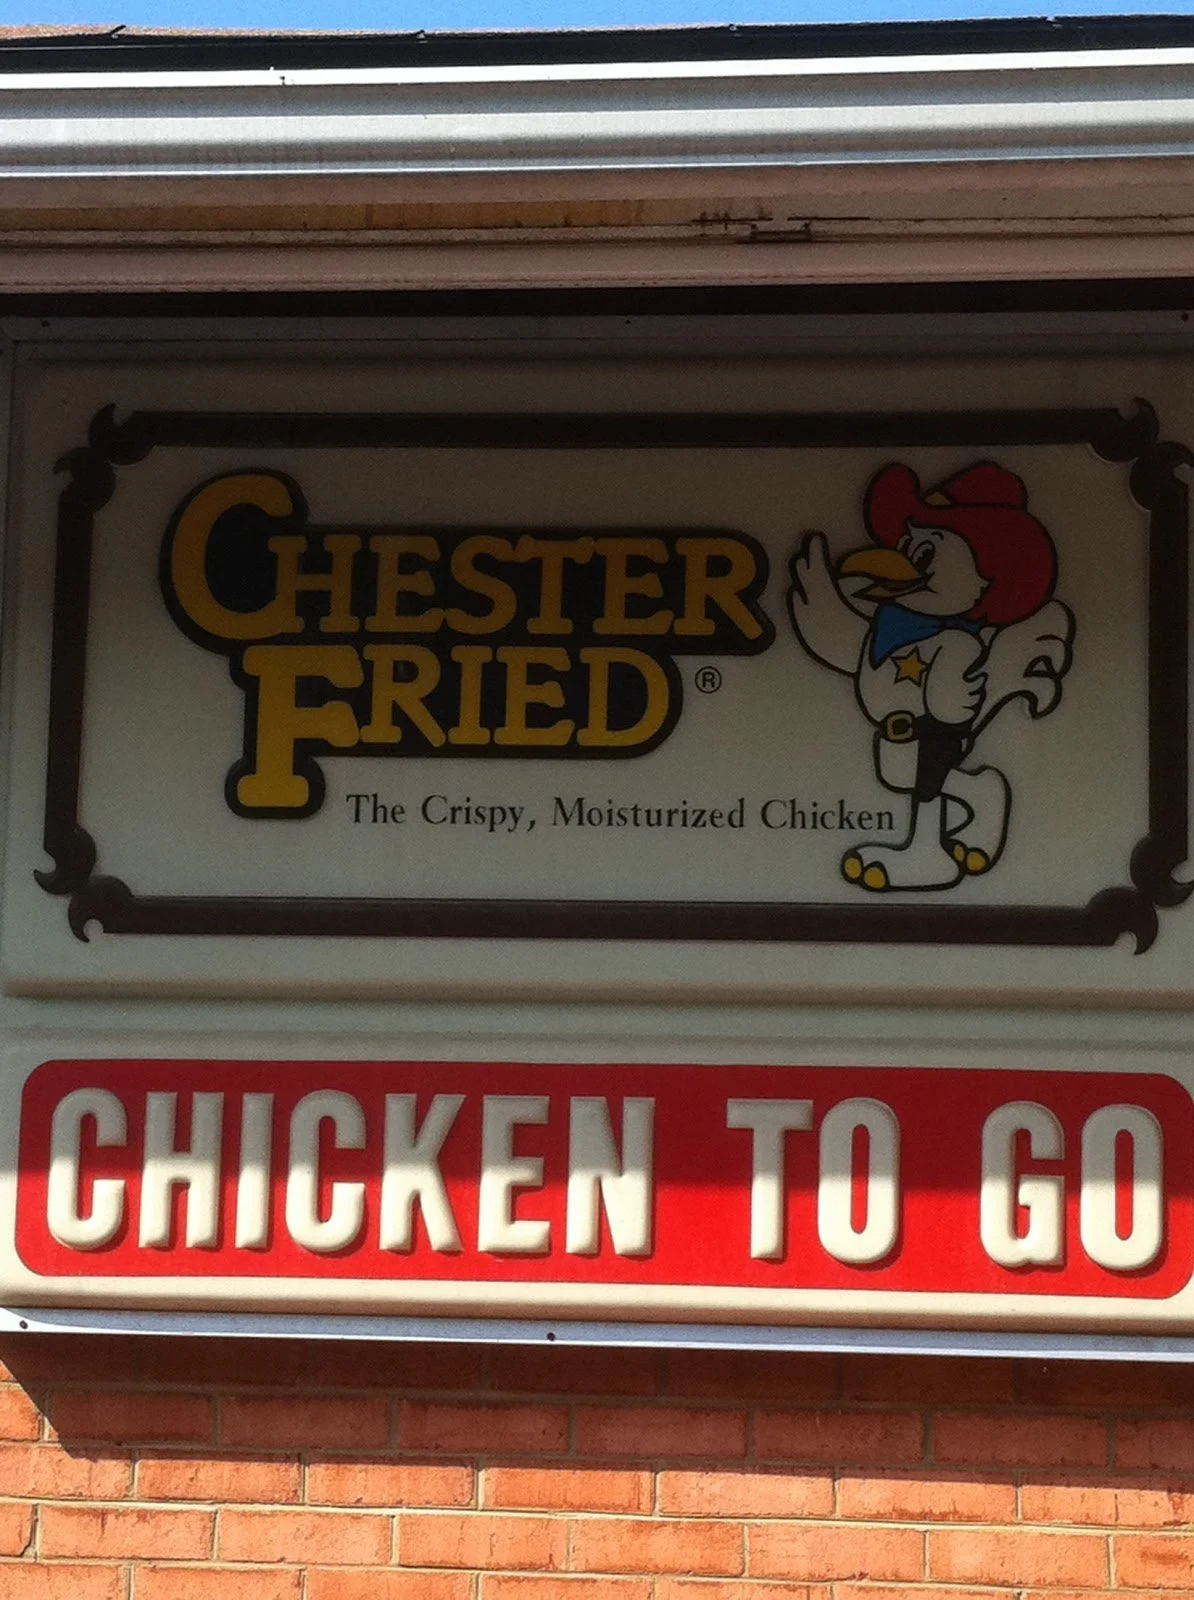 CHESTER
FRIED ®
The Crispy, Moisturized Chicken
CHICKEN TO GO